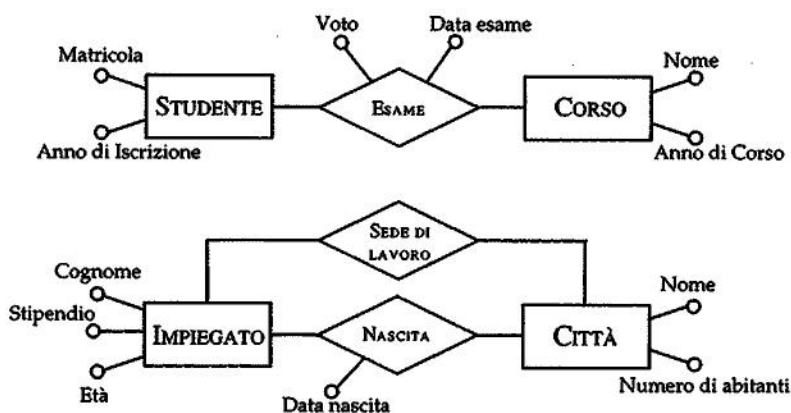 Voto
Data esame
Matricola
Nome
STUDENTE
ESAME
CORSO
Anno di Iscrizione
Anno di Corso
SEDE DI
LAVORO
Cognome
Nome
Stipendio
IMPIEGATO
NASCITA
CITTÀ
Età
Data nascita
Numero di abitanti